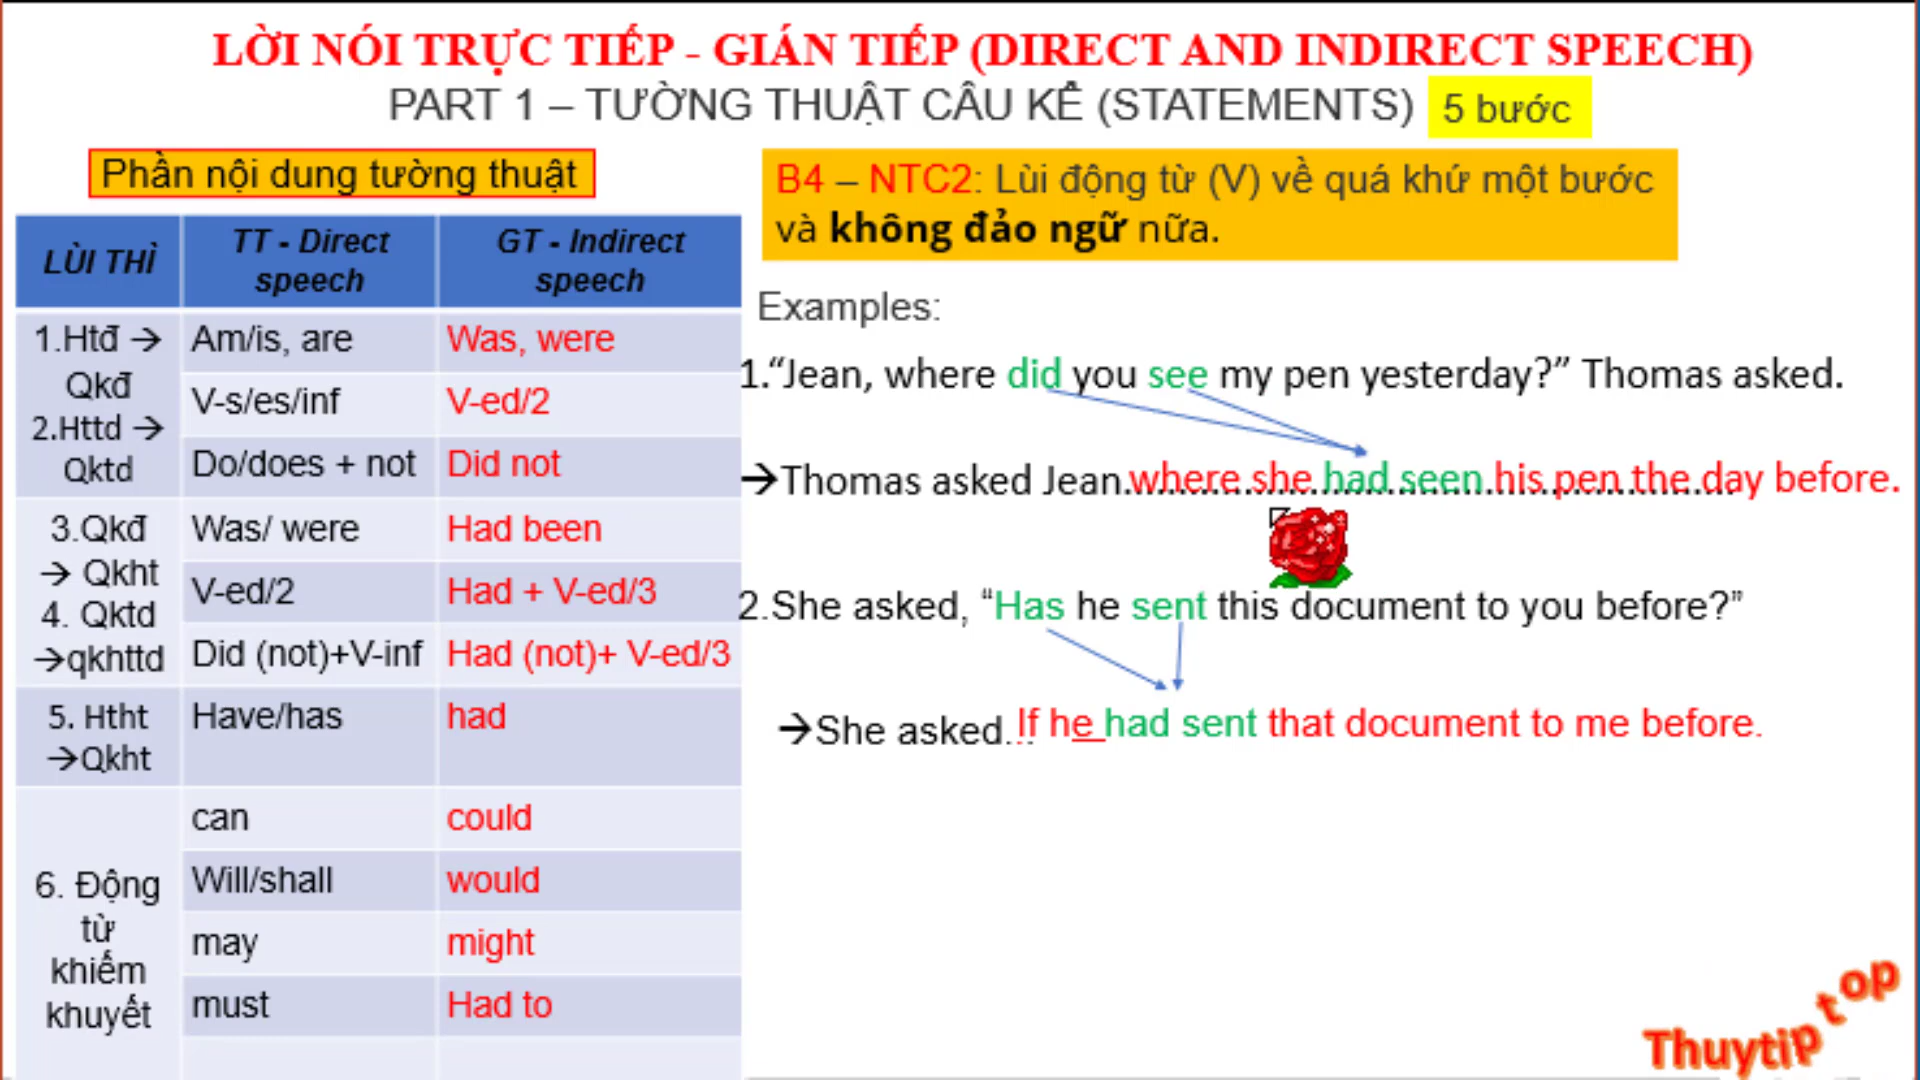 LỜI NÓI TRỰC TIẾP - GIÁN TIẾP (DIRECT AND INDIRECT SPEECH)
PART 1 – TƯỜNG THUẬT CÂU KỂ (STATEMENTS) 5 bước
Phần nội dung tường thuật
LÙI THÌ
TT - Direct speech
GT - Indirect speech
1.Htđ → Qkđ
2.Httd → Qktd
Am/is, are
Was, were
V-s/es/inf
V-ed/2
Do/does + not
Did not
3.Qkđ → Qkht
4. Qktd →qkhttd
Was/ were
Had been
V-ed/2
Had + V-ed/3
Did (not)+V-inf
Had (not)+ V-ed/3
5. Htht →Qkht
Have/has
had
6. Động từ khiếm khuyết
can
could
Will/shall
would
may
might
must
Had to
B4 – NTC2: Lùi động từ (V) về quá khứ một bước
và không đảo ngữ nữa.
Examples:
1.“Jean, where did you see my pen yesterday?” Thomas asked.
→Thomas asked Jean where she had seen his pen the day before.
2.She asked, “Has he sent this document to you before?”
→She asked... If he had sent that document to me before.
Thuytiptop